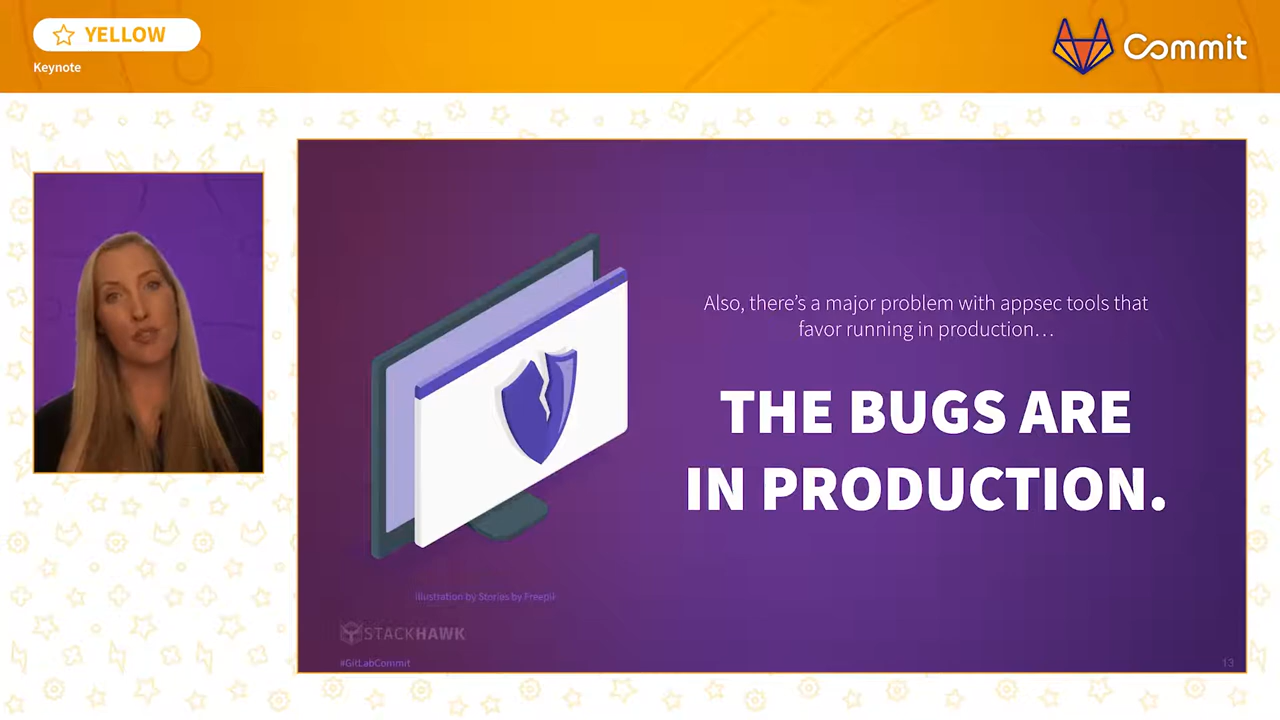 YELLOW
Keynote
Commit
Also, there's a major problem with appsec tools that
favor running in production…
THE BUGS ARE
IN PRODUCTION.
Illustration by Stories by Freepik
STACKHAWK
#GitLabCommit
13